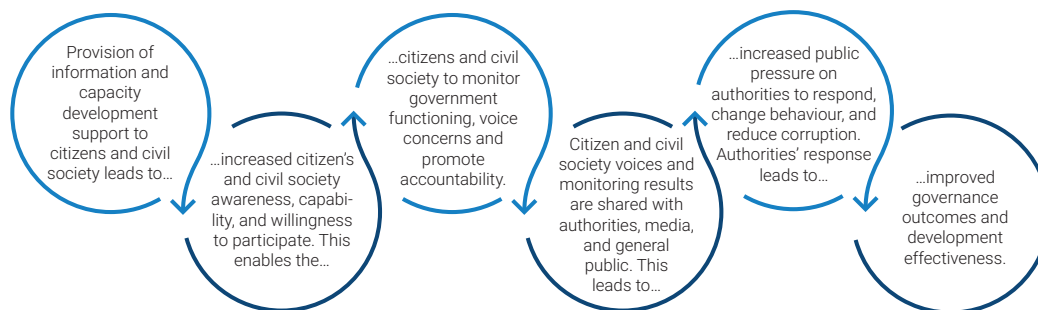 Provision of
information and
capacity
development
support to
citizens and civil
society leads to…
…increased citizen’s
and civil society
awareness, capabi-
lity, and willingness
to participate. This
enables the…
…citizens and civil
society to monitor
government
functioning, voice
concerns and
promote
accountability.
Citizen and civil
society voices and
monitoring results
are shared with
authorities, media,
and general
public. This
leads to…
…increased public
pressure on
authorities to respond,
change behaviour, and
reduce corruption.
Authorities’ response
leads to…
…improved
governance
outcomes and
development
effectiveness.